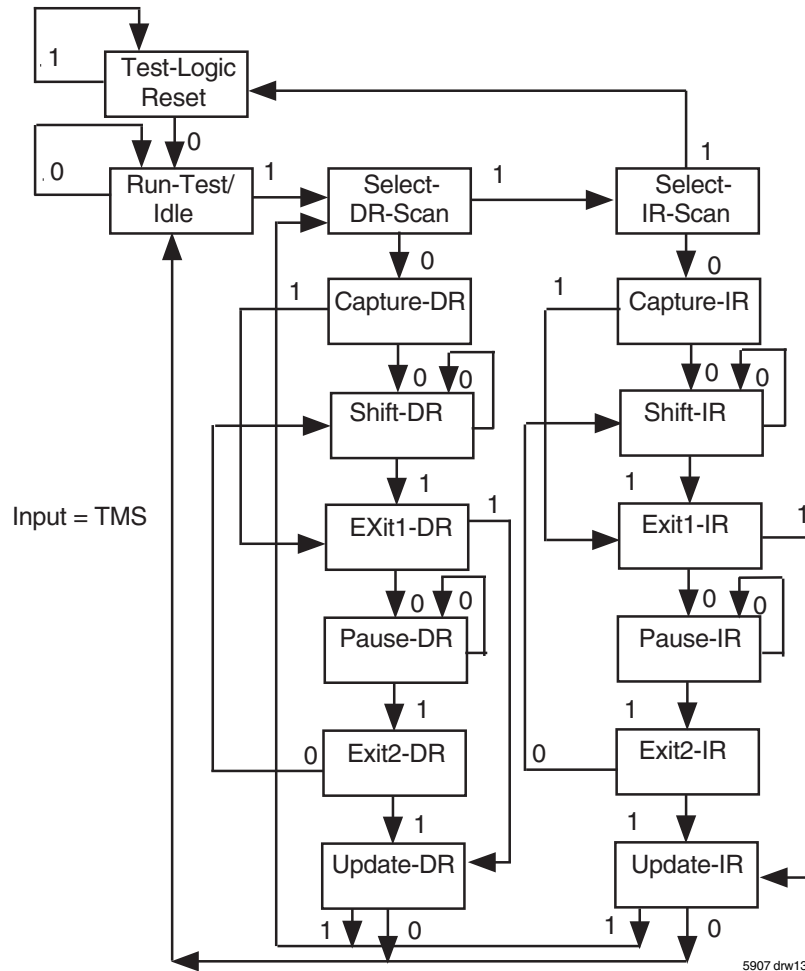 1
Test-Logic
Reset
0
0
Run-Test/
Idle
1
Select-
DR-Scan
1
1
Select-
IR-Scan
0
0
1
Capture-DR
1
Capture-IR
0
0
0
0
Shift-DR
Shift-IR
1
1
Input = TMS
EXit1-DR
1
Exit1-IR
1
0
0
0
0
Pause-DR
Pause-IR
1
1
0
Exit2-DR
0
Exit2-IR
1
1
Update-DR
Update-IR
1
0
1
0
5907 drw13